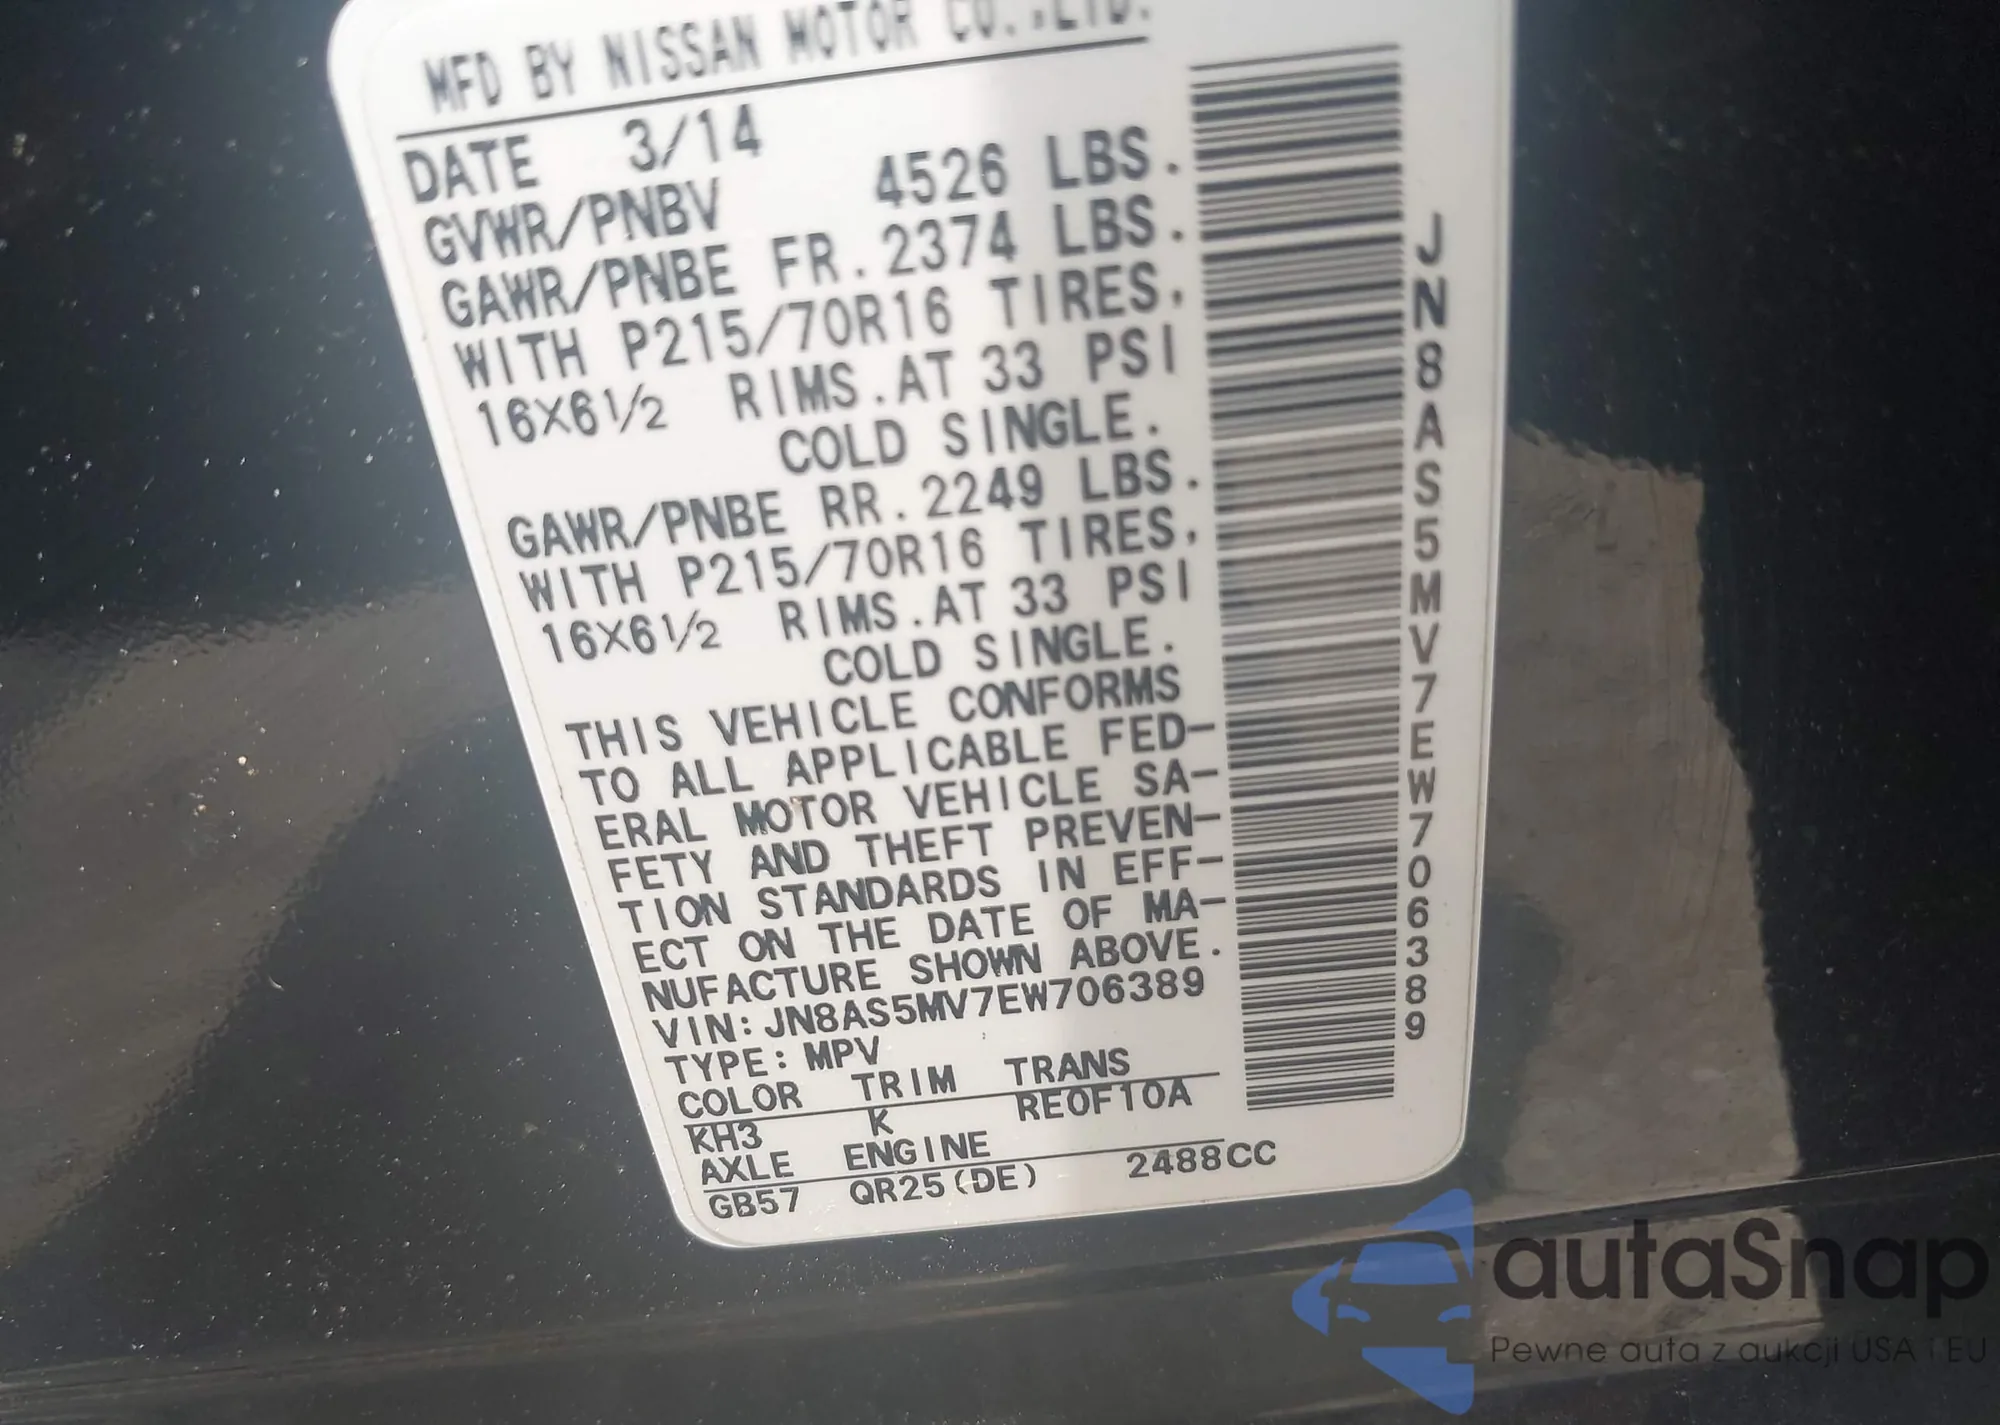 MFD BY NISSAN MOTOR CO.,LTD.
DATE 3/14
GVWR/PNBV 4526 LBS.
GAWR/PNBE FR. 2374 LBS.
WITH P215/70R16 TIRES,
16X6½ RIMS. AT 33 PSI
COLD SINGLE.
GAWR/PNBE RR. 2249 LBS.
WITH P215/70R16 TIRES,
16X6½ RIMS. AT 33 PSI
COLD SINGLE.
THIS VEHICLE CONFORMS
TO ALL APPLICABLE FED-
ERAL MOTOR VEHICLE SA-
FETY AND THEFT PREVEN-
TION STANDARDS IN EFF-
ECT ON THE DATE OF MA-
NUFACTURE SHOWN ABOVE.
VIN: JN8AS5MV7EW706389
TYPE: MPV
COLOR TRIM TRANS
KH3 K RE0F10A
AXLE ENGINE
GB57 QR25(DE) 2488CC
JN8AS5MV7EW706389
autaSnap
Pewne auta z aukcji USA i EU